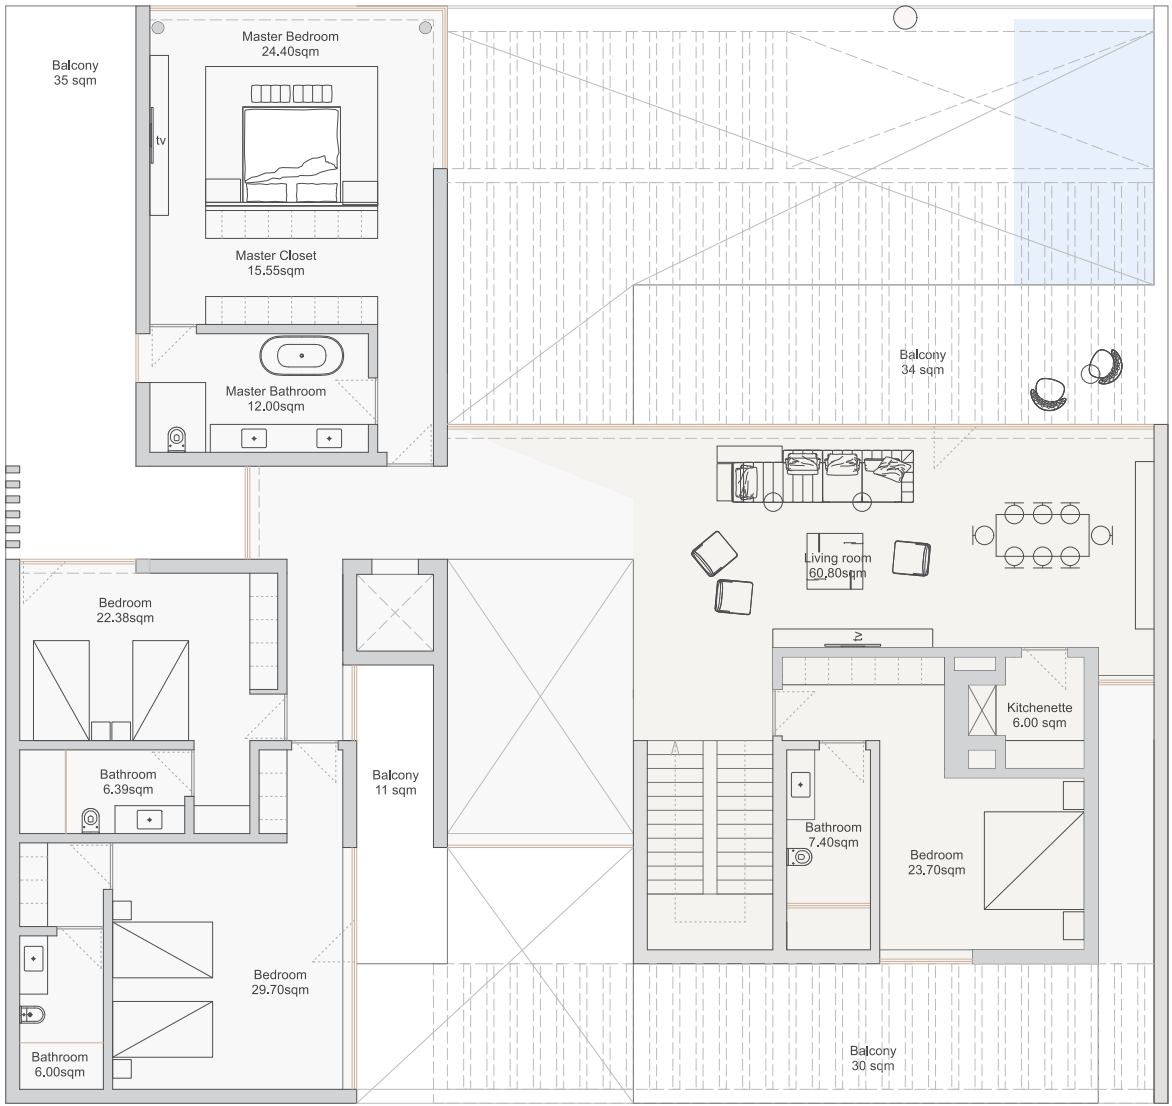 Master Bedroom
24.40sqm
Balcony
35 sqm
tv
Master Closet
15.55sqm
Balcony
34 sqm
Master Bathroom
12.00sqm
Living room
60.80sqm
Bedroom
22.38sqm
tv
Kitchenette
6.00 sqm
Bathroom
6.39sqm
Balcony
11 sqm
Bathroom
7.40sqm
Bedroom
23.70sqm
Bedroom
29.70sqm
Bathroom
6.00sqm
Balcony
30 sqm